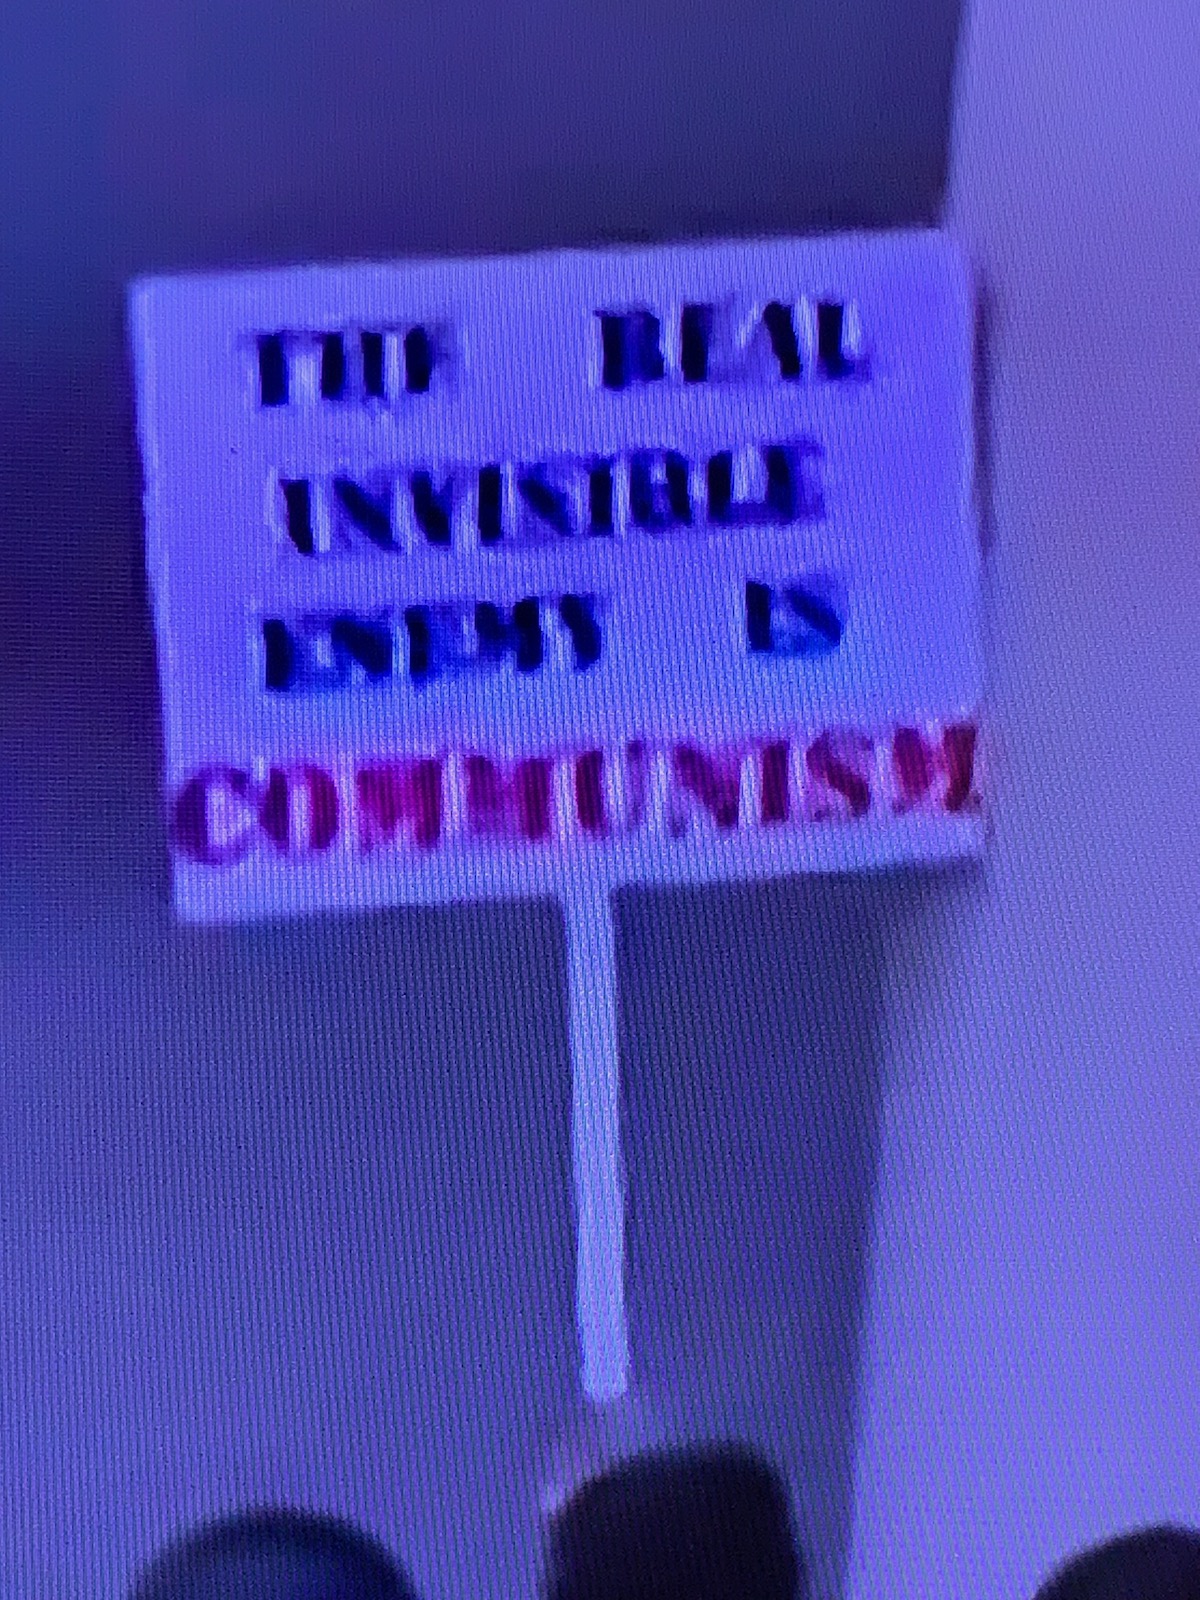 THE REAL
INVISIBLE
ENEMY IS
COMMUNISM